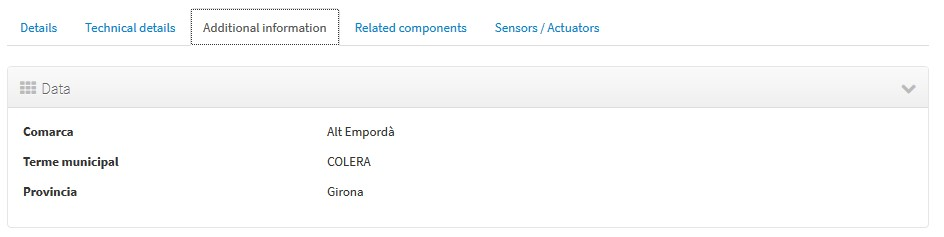 Details Technical details Additional information Related components Sensors / Actuators
Data
Comarca Alt Empordà
Terme municipal COLERA
Provincia Girona